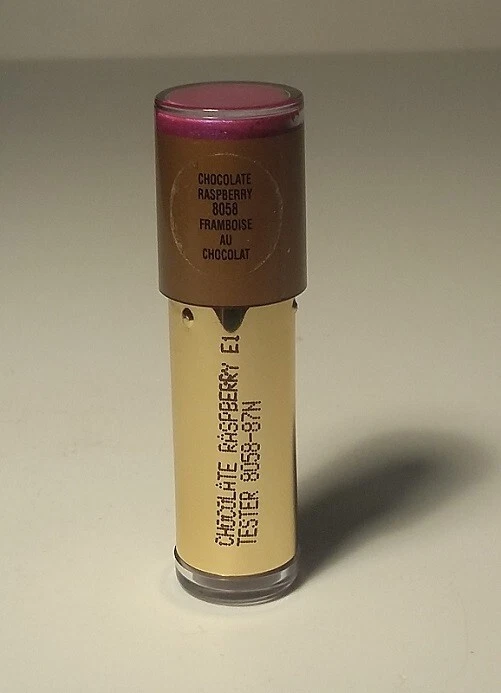 CHOCOLATE
RASPBERRY
8058
FRAMBOISE
AU
CHOCOLAT
CHOCOLATE RASPBERRY E1
TESTER 8058-87N